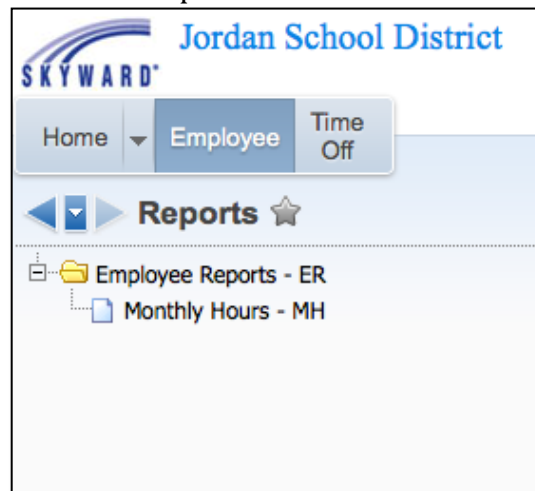 Jordan School District
SKYWARD
Home
Employee
Time
Off
Reports
Employee Reports - ER
Monthly Hours - MH